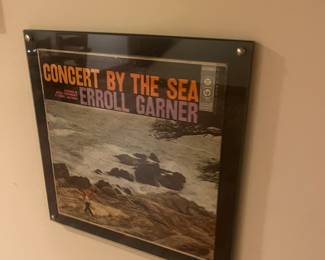 CONCERT BY THE SEA
ERROLL GARNER